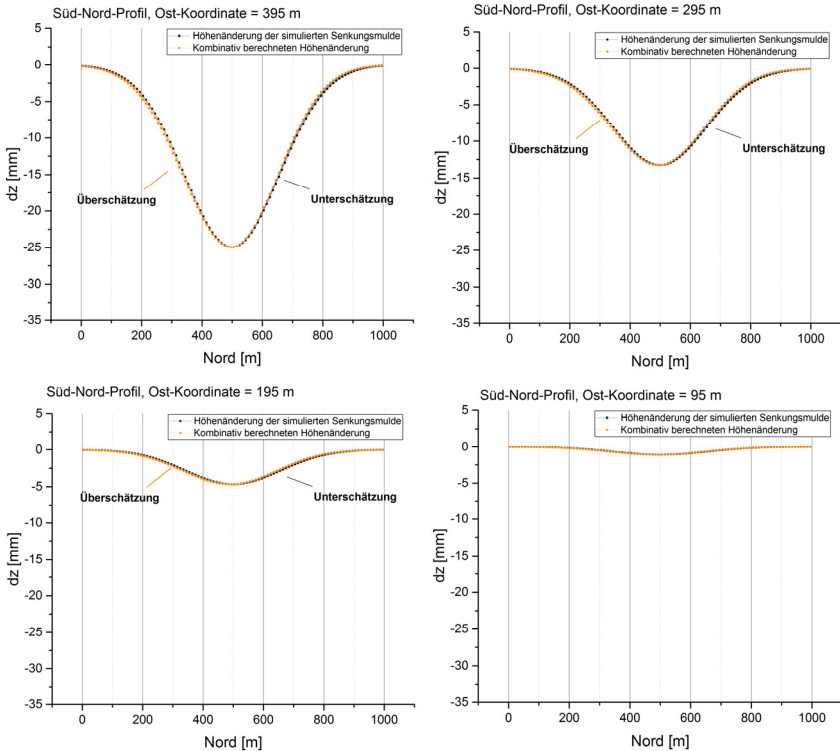 Süd-Nord-Profil, Ost-Koordinate = 395 m
Höhenänderung der simulierten Senkungsmulde
Kombinativ berechneten Höhenänderung
5
0
-5
-10
-15
-20
-25
-30
-35
dz [mm]
Überschätzung
Unterschätzung
0 200 400 600 800 1000
Nord [m]
Süd-Nord-Profil, Ost-Koordinate = 295 m
Höhenänderung der simulierten Senkungsmulde
Kombinativ berechneten Höhenänderung
5
0
-5
-10
-15
-20
-25
-30
-35
dz [mm]
Überschätzung
Unterschätzung
0 200 400 600 800 1000
Nord [m]
Süd-Nord-Profil, Ost-Koordinate = 195 m
Höhenänderung der simulierten Senkungsmulde
Kombinativ berechneten Höhenänderung
5
0
-5
-10
-15
-20
-25
-30
-35
dz [mm]
Überschätzung
Unterschätzung
0 200 400 600 800 1000
Nord [m]
Süd-Nord-Profil, Ost-Koordinate = 95 m
Höhenänderung der simulierten Senkungsmulde
Kombinativ berechneten Höhenänderung
5
0
-5
-10
-15
-20
-25
-30
-35
dz [mm]
0 200 400 600 800 1000
Nord [m]